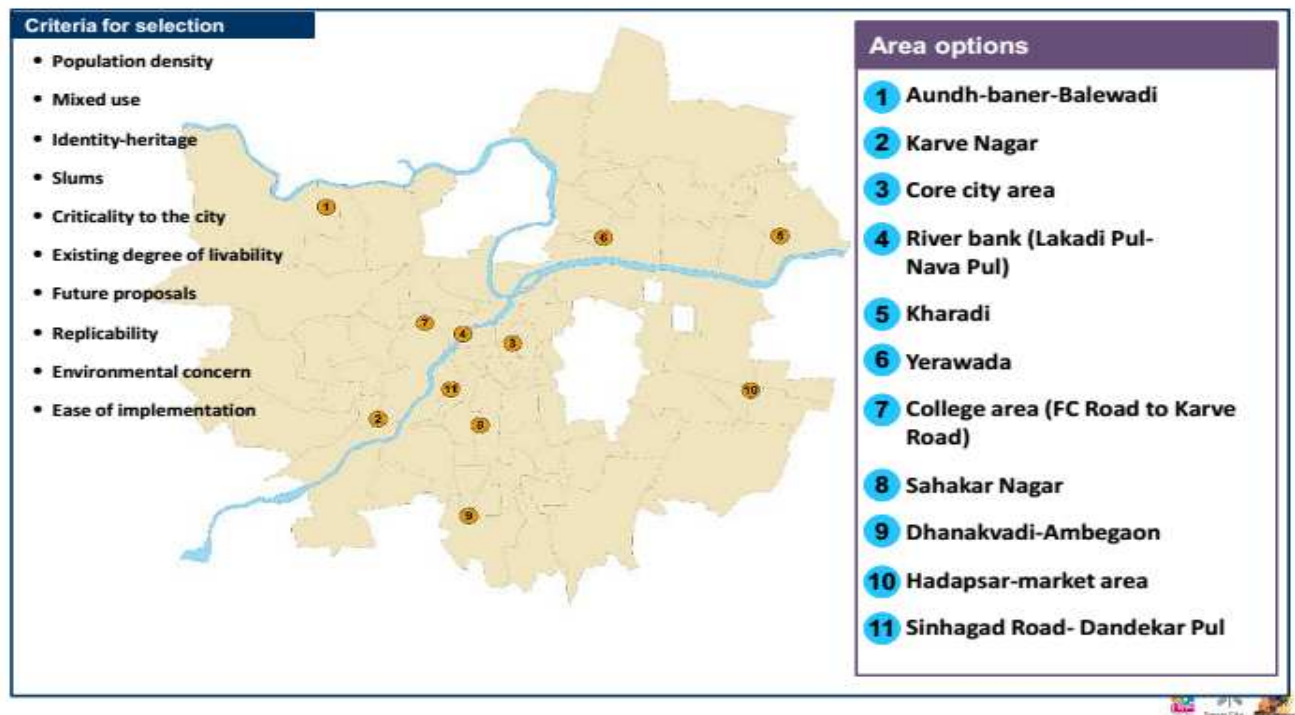 Criteria for selection
• Population density
• Mixed use
• Identity-heritage
• Slums
• Criticality to the city
• Existing degree of livability
• Future proposals
• Replicability
• Environmental concern
• Ease of implementation
1
6
5
7
4
3
11
10
2
8
9
Area options
1 Aundh-baner-Balewadi
2 Karve Nagar
3 Core city area
4 River bank (Lakadi Pul-
Nava Pul)
5 Kharadi
6 Yerawada
7 College area (FC Road to Karve
Road)
8 Sahakar Nagar
9 Dhanakvadi-Ambegaon
10 Hadapsar-market area
11 Sinhagad Road- Dandekar Pul